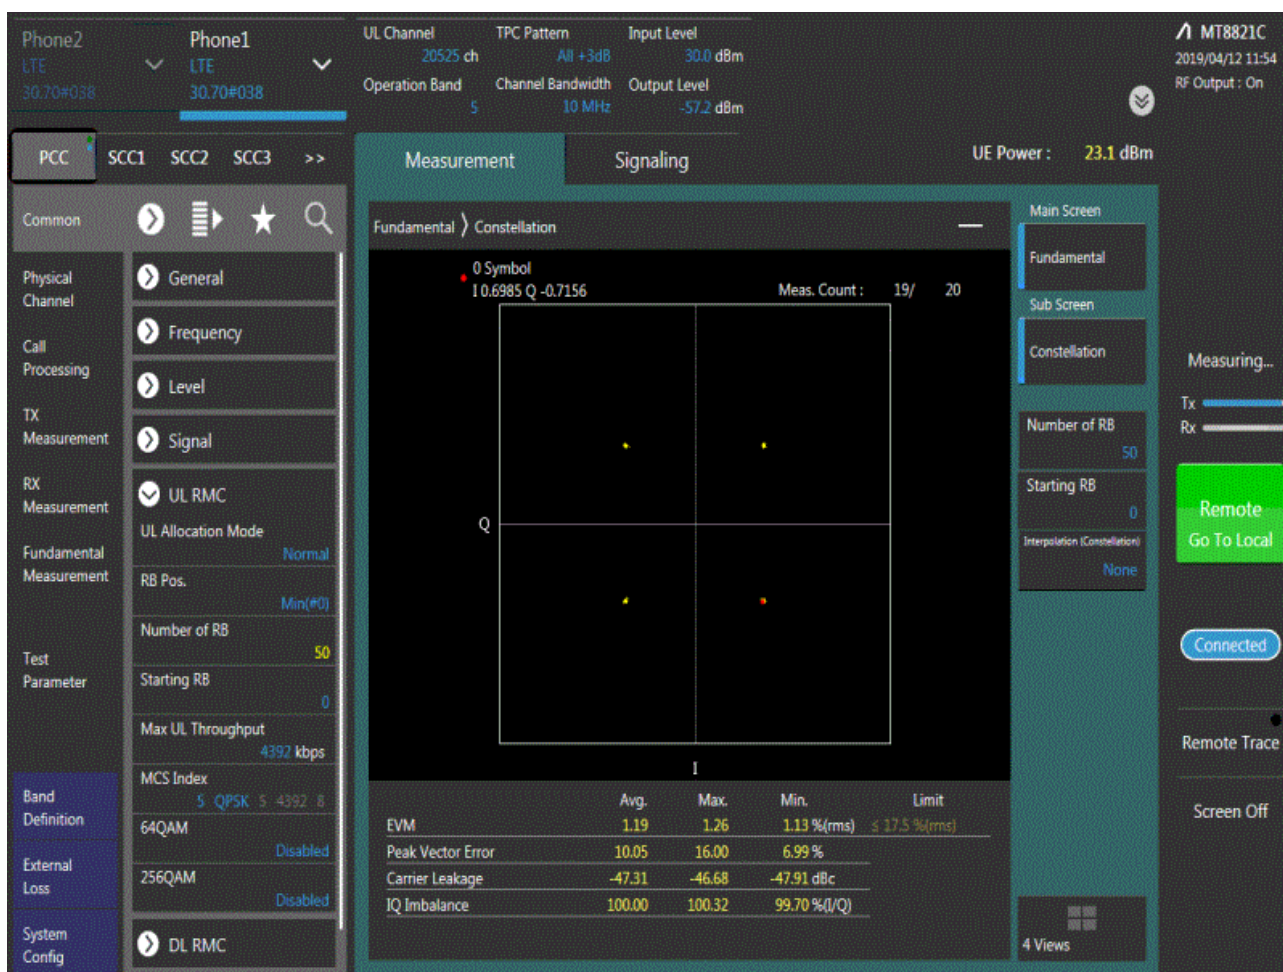 Phone2
LTE
30.70#038
Phone1
LTE
30.70#038
UL Channel
20525 ch
Operation Band
5
TPC Pattern
All +3dB
Channel Bandwidth
10 MHz
Input Level
30.0 dBm
Output Level
-57.2 dBm
MT8821C
2019/04/12 11:54
RF Output : On
PCC SCC1 SCC2 SCC3 >>
Measurement Signaling
UE Power : 23.1 dBm
Common
Physical
Channel
Call
Processing
TX
Measurement
RX
Measurement
Fundamental
Measurement
Test
Parameter
Band
Definition
External
Loss
System
Config
General
Frequency
Level
Signal
UL RMC
UL Allocation Mode
Normal
RB Pos.
Min(#0)
Number of RB
50
Starting RB
0
Max UL Throughput
4392 kbps
MCS Index
5 QPSK 5 4392 8
64QAM
Disabled
256QAM
Disabled
DL RMC
Fundamental ⟩ Constellation
0 Symbol
I 0.6985 Q -0.7156
Meas. Count : 19/ 20
Q
I
Avg. Max. Min. Limit
EVM 1.19 1.26 1.13 %(rms) ≤ 17.5 %(rms)
Peak Vector Error 10.05 16.00 6.99 %
Carrier Leakage -47.31 -46.68 -47.91 dBc
IQ Imbalance 100.00 100.32 99.70 %(I/Q)
Main Screen
Fundamental
Sub Screen
Constellation
Number of RB
50
Starting RB
0
Interpolation (Constellation)
None
4 Views
Measuring...
Tx
Rx
Remote
Go To Local
Connected
Remote Trace
Screen Off